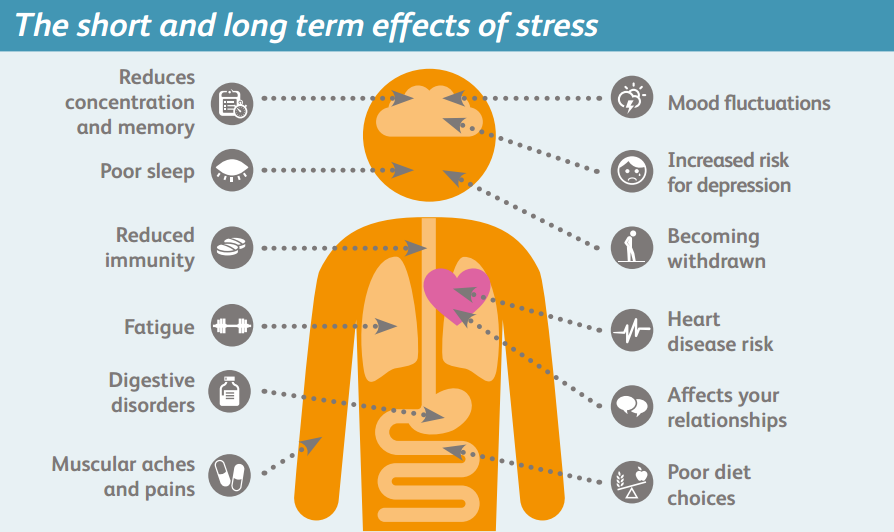 The short and long term effects of stress
Reduces
concentration
and memory
Poor sleep
Reduced
immunity
Fatigue
Digestive
disorders
Muscular aches
and pains
Mood fluctuations
Increased risk
for depression
Becoming
withdrawn
Heart
disease risk
Affects your
relationships
Poor diet
choices